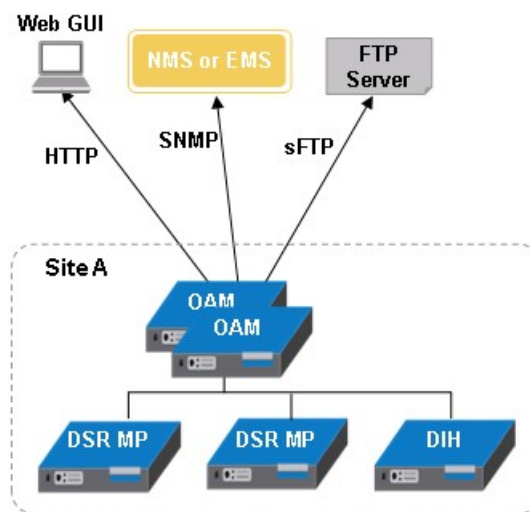 Web GUI
NMS or EMS
FTP
Server
HTTP
SNMP
sFTP
Site A
OAM
OAM
DSR MP
DSR MP
DIH